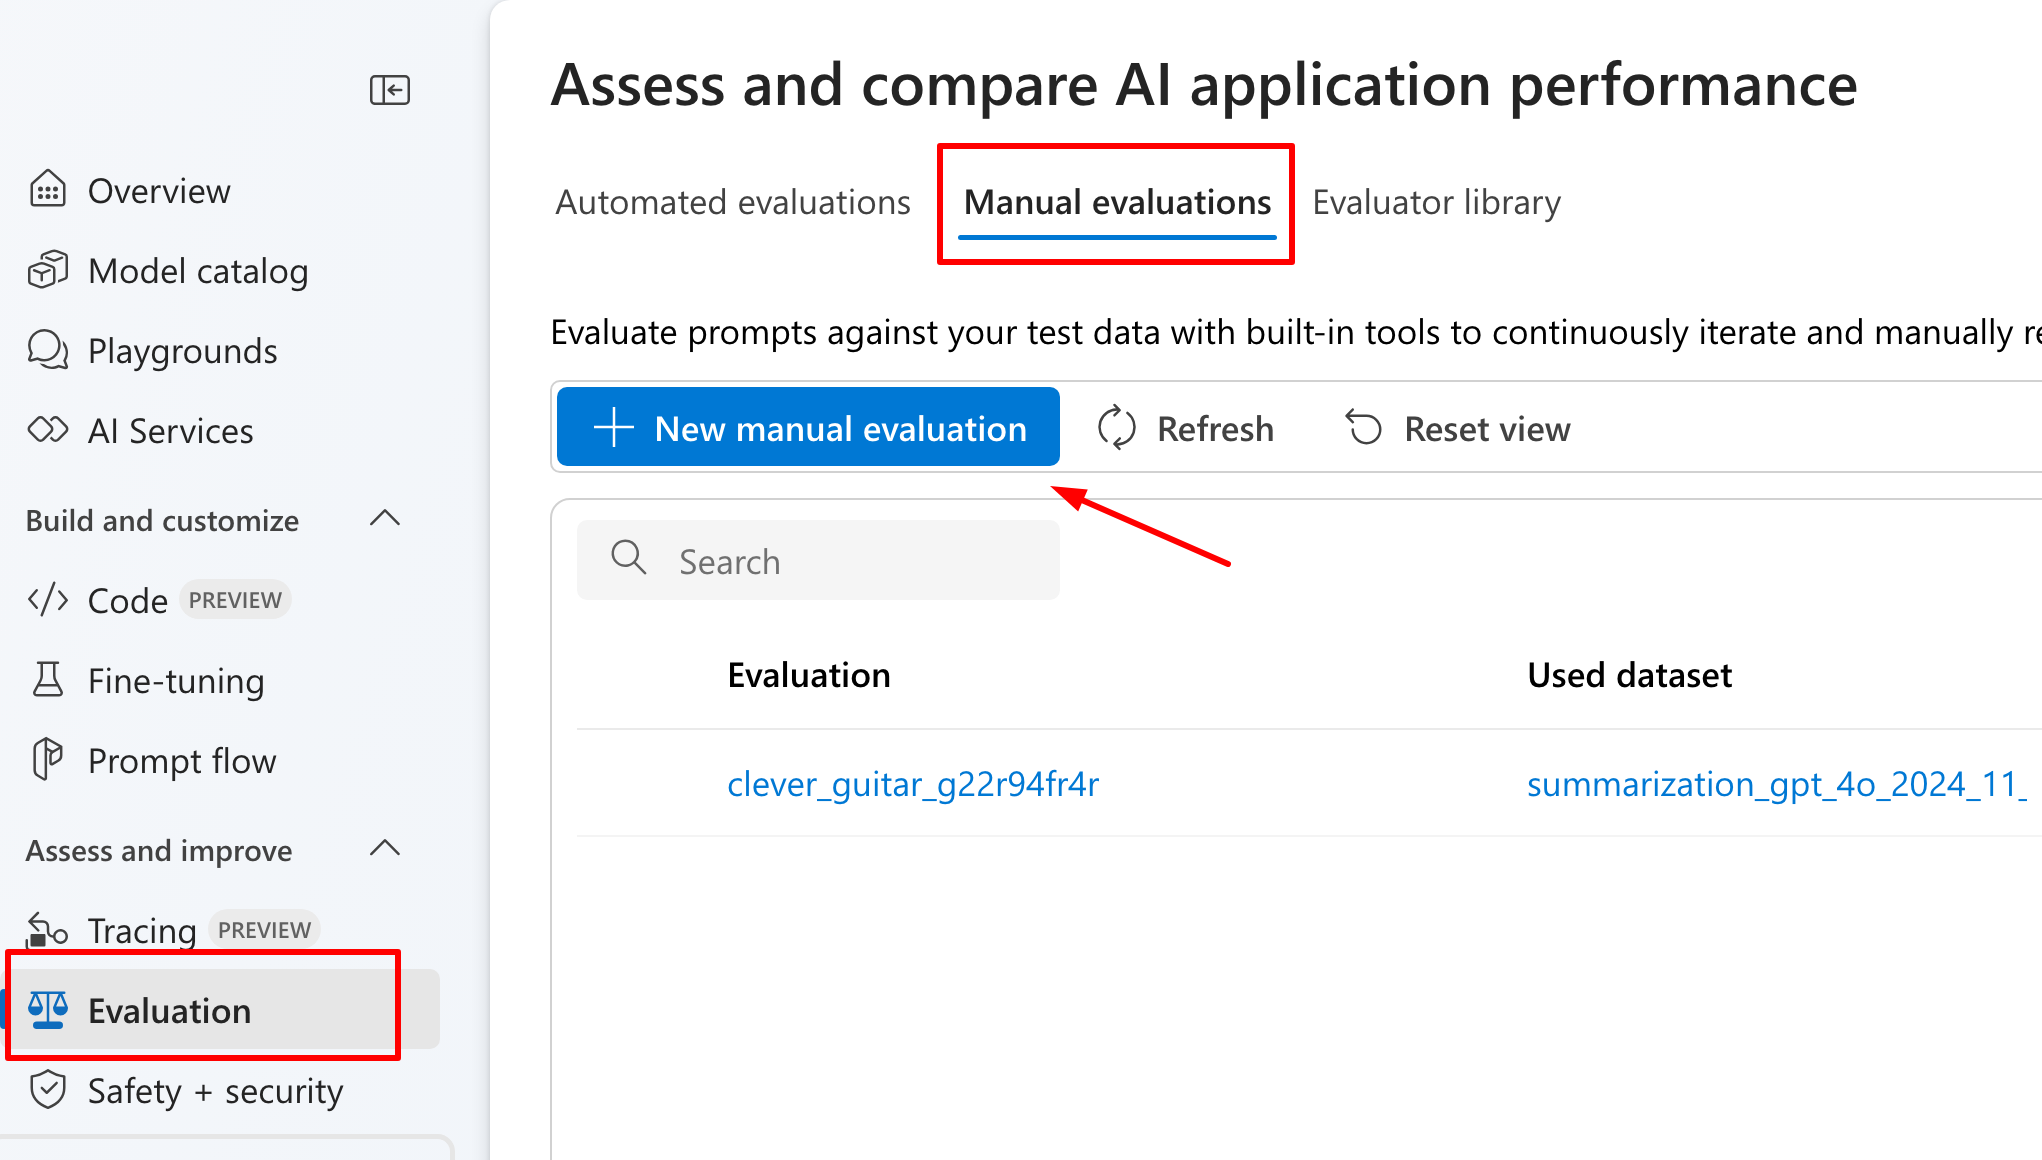 Overview
Model catalog
Playgrounds
AI Services
Build and customize
Code PREVIEW
Fine-tuning
Prompt flow
Assess and improve
Tracing PREVIEW
Evaluation
Safety + security
Assess and compare AI application performance
Automated evaluations Manual evaluations Evaluator library
Evaluate prompts against your test data with built-in tools to continuously iterate and manually
New manual evaluation Refresh Reset view
Search
Evaluation Used dataset
clever_guitar_g22r94fr4r summarization_gpt_4o_2024_11_